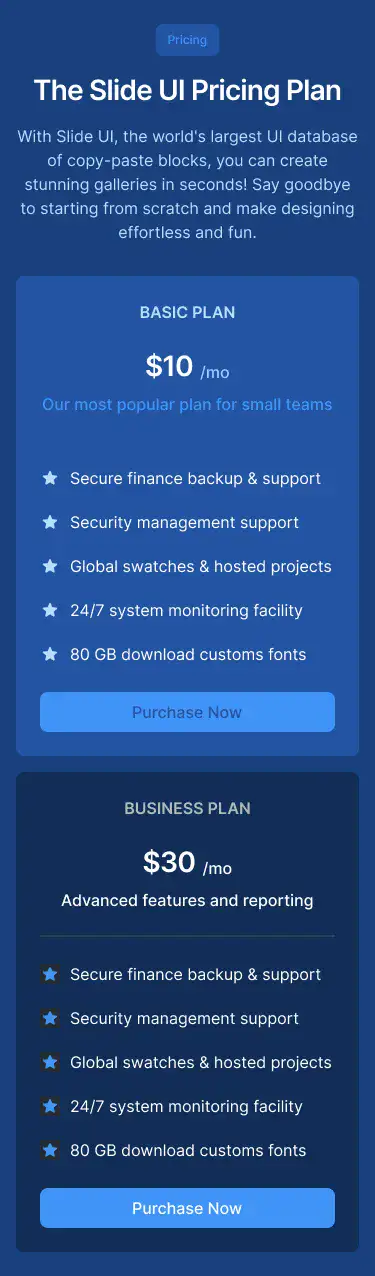 Pricing
The Slide UI Pricing Plan
With Slide UI, the world's largest UI database
of copy-paste blocks, you can create
stunning galleries in seconds! Say goodbye
to starting from scratch and make designing
effortless and fun.
BASIC PLAN
$10 /mo
Our most popular plan for small teams
Secure finance backup & support
Security management support
Global swatches & hosted projects
24/7 system monitoring facility
80 GB download customs fonts
Purchase Now
BUSINESS PLAN
$30 /mo
Advanced features and reporting
Secure finance backup & support
Security management support
Global swatches & hosted projects
24/7 system monitoring facility
80 GB download customs fonts
Purchase Now